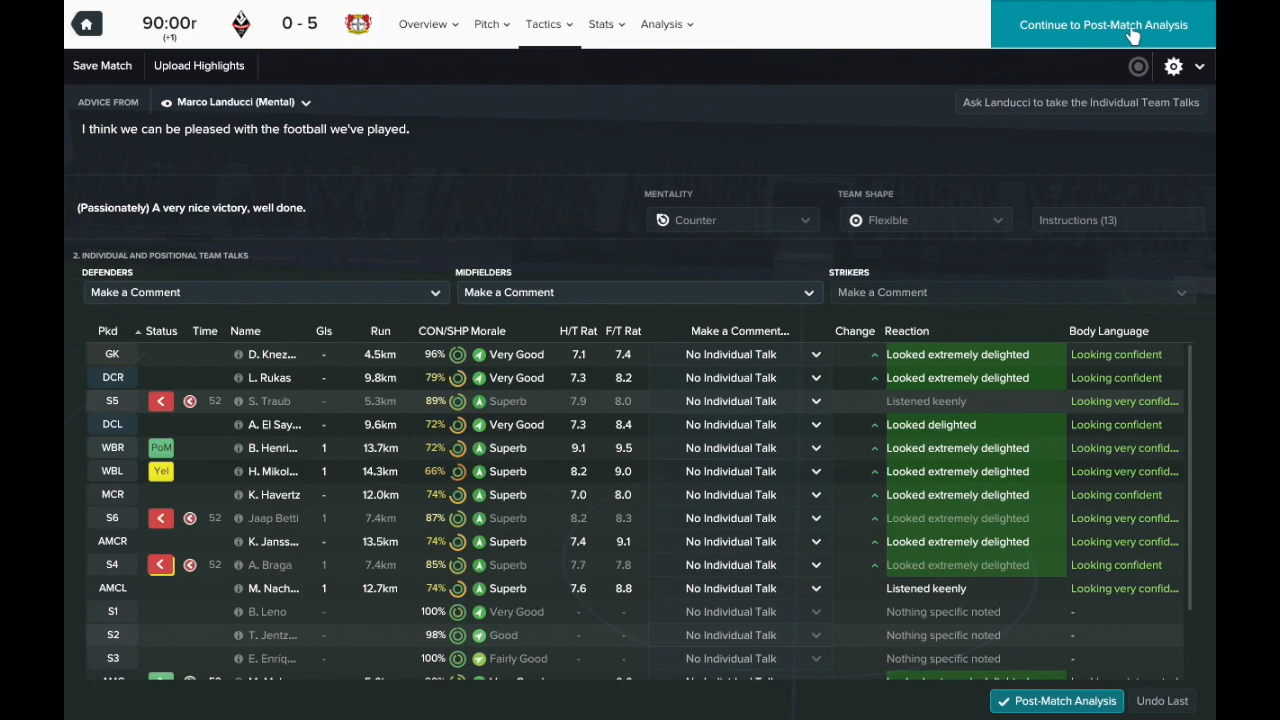 90:00r
(+1)
0 - 5
Overview Pitch Tactics Stats Analysis
Continue to Post-Match Analysis
Save Match Upload Highlights
ADVICE FROM Marco Landucci (Mental) Ask Landucci to take the Individual Team Talks
I think we can be pleased with the football we've played.
MENTALITY TEAM SHAPE
(Passionately) A very nice victory, well done. Counter Flexible Instructions (13)
2. INDIVIDUAL AND POSITIONAL TEAM TALKS
DEFENDERS MIDFIELDERS STRIKERS
Make a Comment Make a Comment Make a Comment
Pkd Status Time Name Gls Run CON/SHP Morale H/T Rat F/T Rat Make a Comment... Change Reaction Body Language
GK D. Knez... - 4.5km 96% Very Good 7.1 7.4 No Individual Talk Looked extremely delighted Looking confident
DCR L. Rukas - 9.8km 79% Very Good 7.3 8.2 No Individual Talk Looked extremely delighted Looking confident
S5 52 S. Traub - 5.3km 89% Superb 7.9 8.0 No Individual Talk Listened keenly Looking very confid...
DCL A. El Say... - 9.6km 72% Very Good 7.3 8.4 No Individual Talk Looked delighted Looking confident
WBR PoM B. Henri... 1 13.7km 72% Superb 9.1 9.5 No Individual Talk Looked extremely delighted Looking very confid...
WBL Yel H. Mikol... 1 14.3km 66% Superb 8.2 9.0 No Individual Talk Looked extremely delighted Looking very confid...
MCR K. Havertz - 12.0km 74% Superb 7.0 8.0 No Individual Talk Looked extremely delighted Looking confident
S6 52 Jaap Betti 1 7.4km 87% Superb 8.2 8.3 No Individual Talk Looked extremely delighted Looking very confid...
AMCR K. Janss... - 13.5km 74% Superb 7.4 9.1 No Individual Talk Looked extremely delighted Looking very confid...
S4 52 A. Braga 1 7.4km 85% Superb 7.7 7.8 No Individual Talk Looked extremely delighted Looking confident
AMCL M. Nach... 1 12.7km 74% Superb 7.6 8.8 No Individual Talk Listened keenly Looking very confid...
S1 B. Leno - 100% Very Good - - No Individual Talk Nothing specific noted -
S2 T. Jentz... - 98% Good - - No Individual Talk Nothing specific noted -
S3 E. Enríq... - 100% Fairly Good - - No Individual Talk Nothing specific noted -
Post-Match Analysis Undo Last